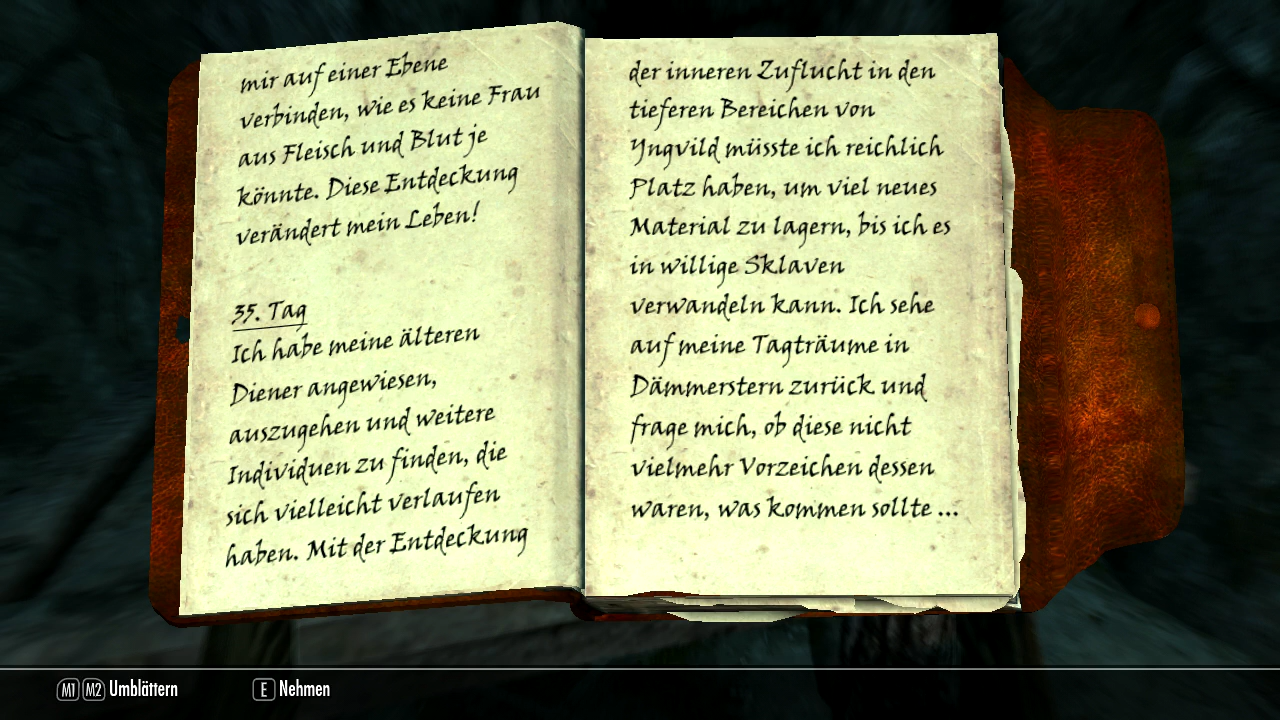 mir auf einer Ebene
verbinden, wie es keine Frau
aus Fleisch und Blut je
könnte. Diese Entdeckung
verändert mein Leben!
35. Tag
Ich habe meine älteren
Diener angewiesen,
auszugehen und weitere
Individuen zu finden, die
sich vielleicht verlaufen
haben. Mit der Entdeckung
der inneren Zuflucht in den
tieferen Bereichen von
Yngvild müsste ich reichlich
Platz haben, um viel neues
Material zu lagern, bis ich es
in willige Sklaven
verwandeln kann. Ich sehe
auf meine Tagträume in
Dämmerstern zurück und
frage mich, ob diese nicht
vielmehr Vorzeichen dessen
waren, was kommen sollte ...
M1 M2 Umblättern E Nehmen